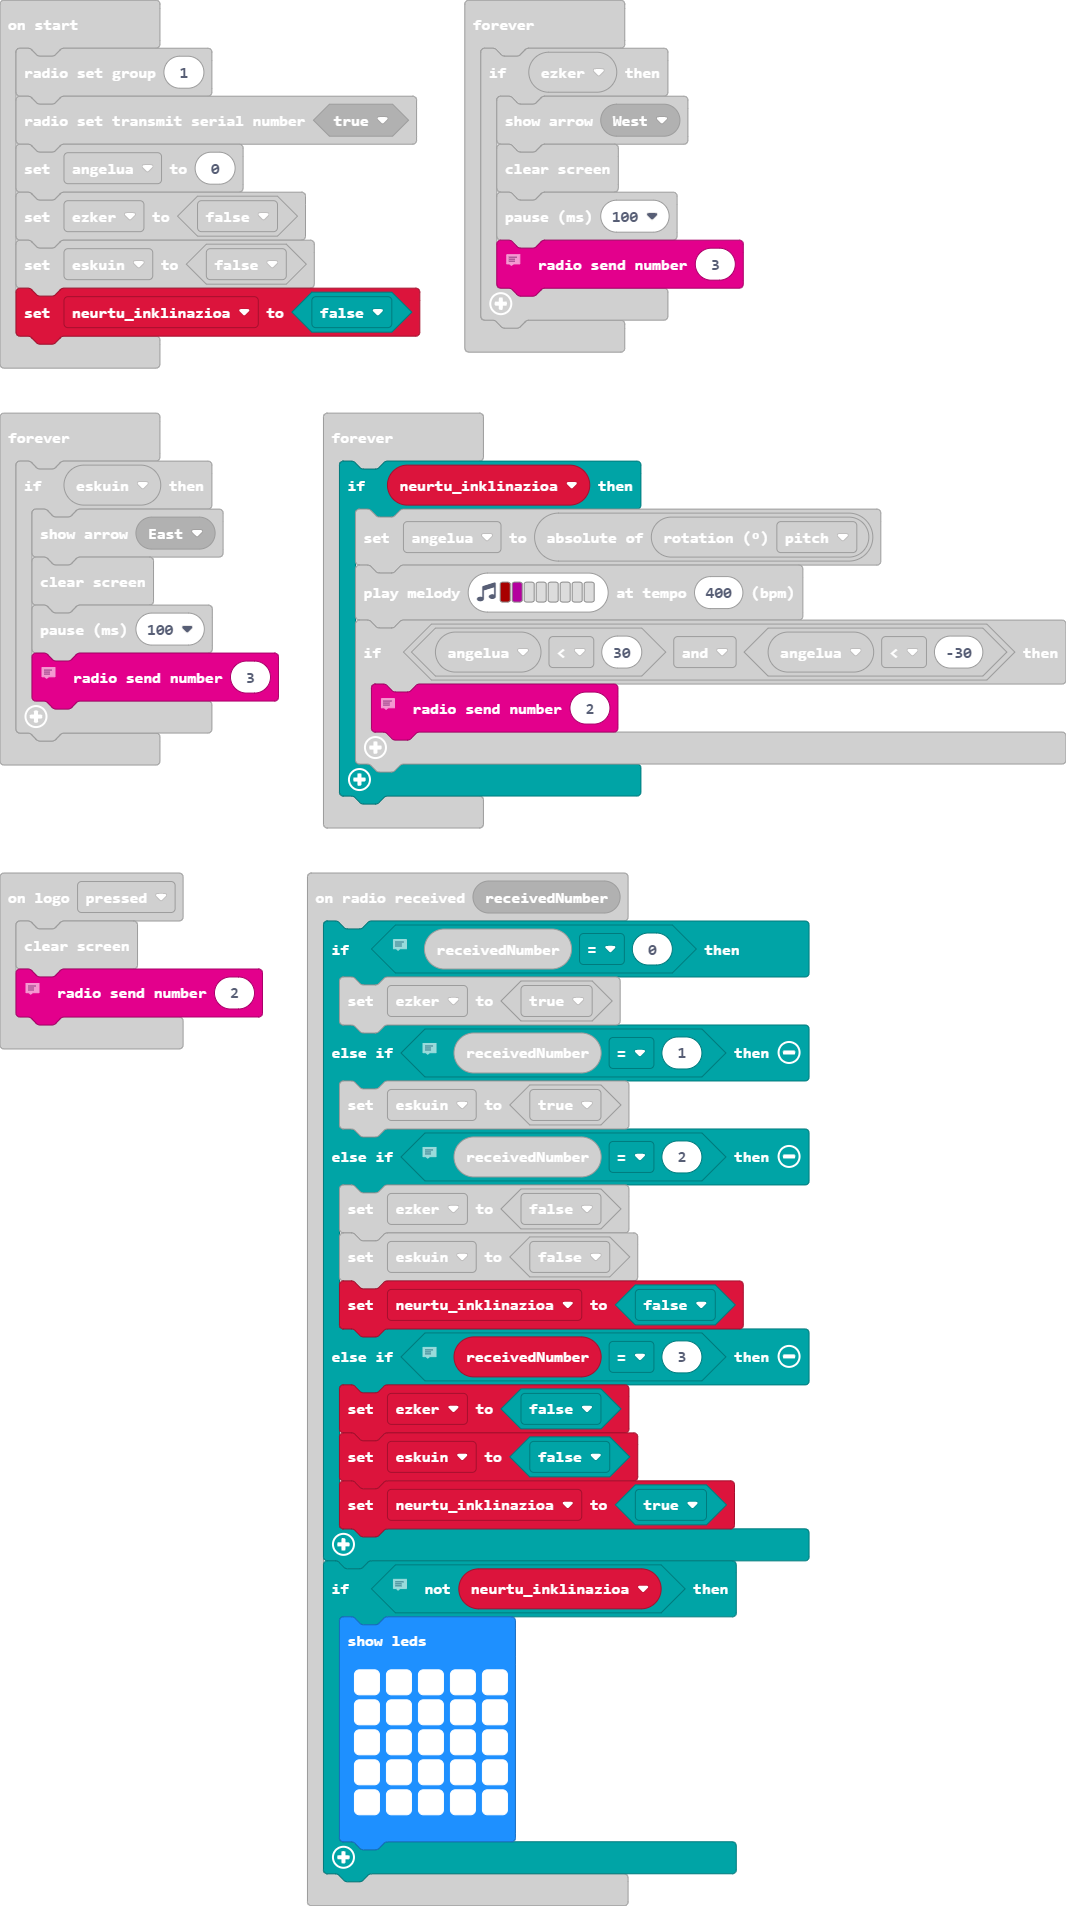 on start
radio set group 1
radio set transmit serial number true
set angelua to 0
set ezker to false
set eskuin to false
set neurtu_inklinazioa to false
forever
if ezker then
show arrow West
clear screen
pause (ms) 100
radio send number 3
forever
if eskuin then
show arrow East
clear screen
pause (ms) 100
radio send number 3
forever
if neurtu_inklinazioa then
set angelua to absolute of rotation (º) pitch
play melody at tempo 400 (bpm)
if angelua < 30 and angelua < -30 then
radio send number 2
on logo pressed
clear screen
radio send number 2
on radio received receivedNumber
if receivedNumber = 0 then
set ezker to true
else if receivedNumber = 1 then
set eskuin to true
else if receivedNumber = 2 then
set ezker to false
set eskuin to false
set neurtu_inklinazioa to false
else if receivedNumber = 3 then
set ezker to false
set eskuin to false
set neurtu_inklinazioa to true
if not neurtu_inklinazioa then
show leds